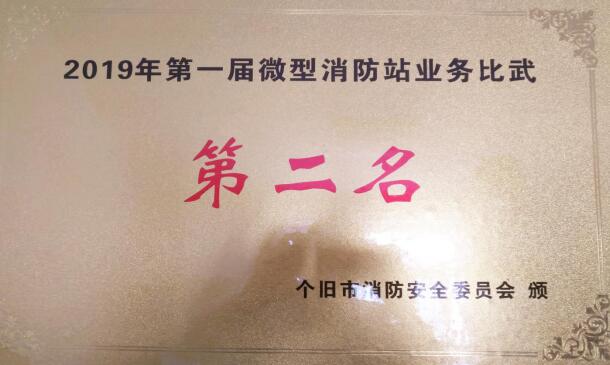 2019年第一届微型消防站业务比武
第二名
个旧市消防安全委员会 颁